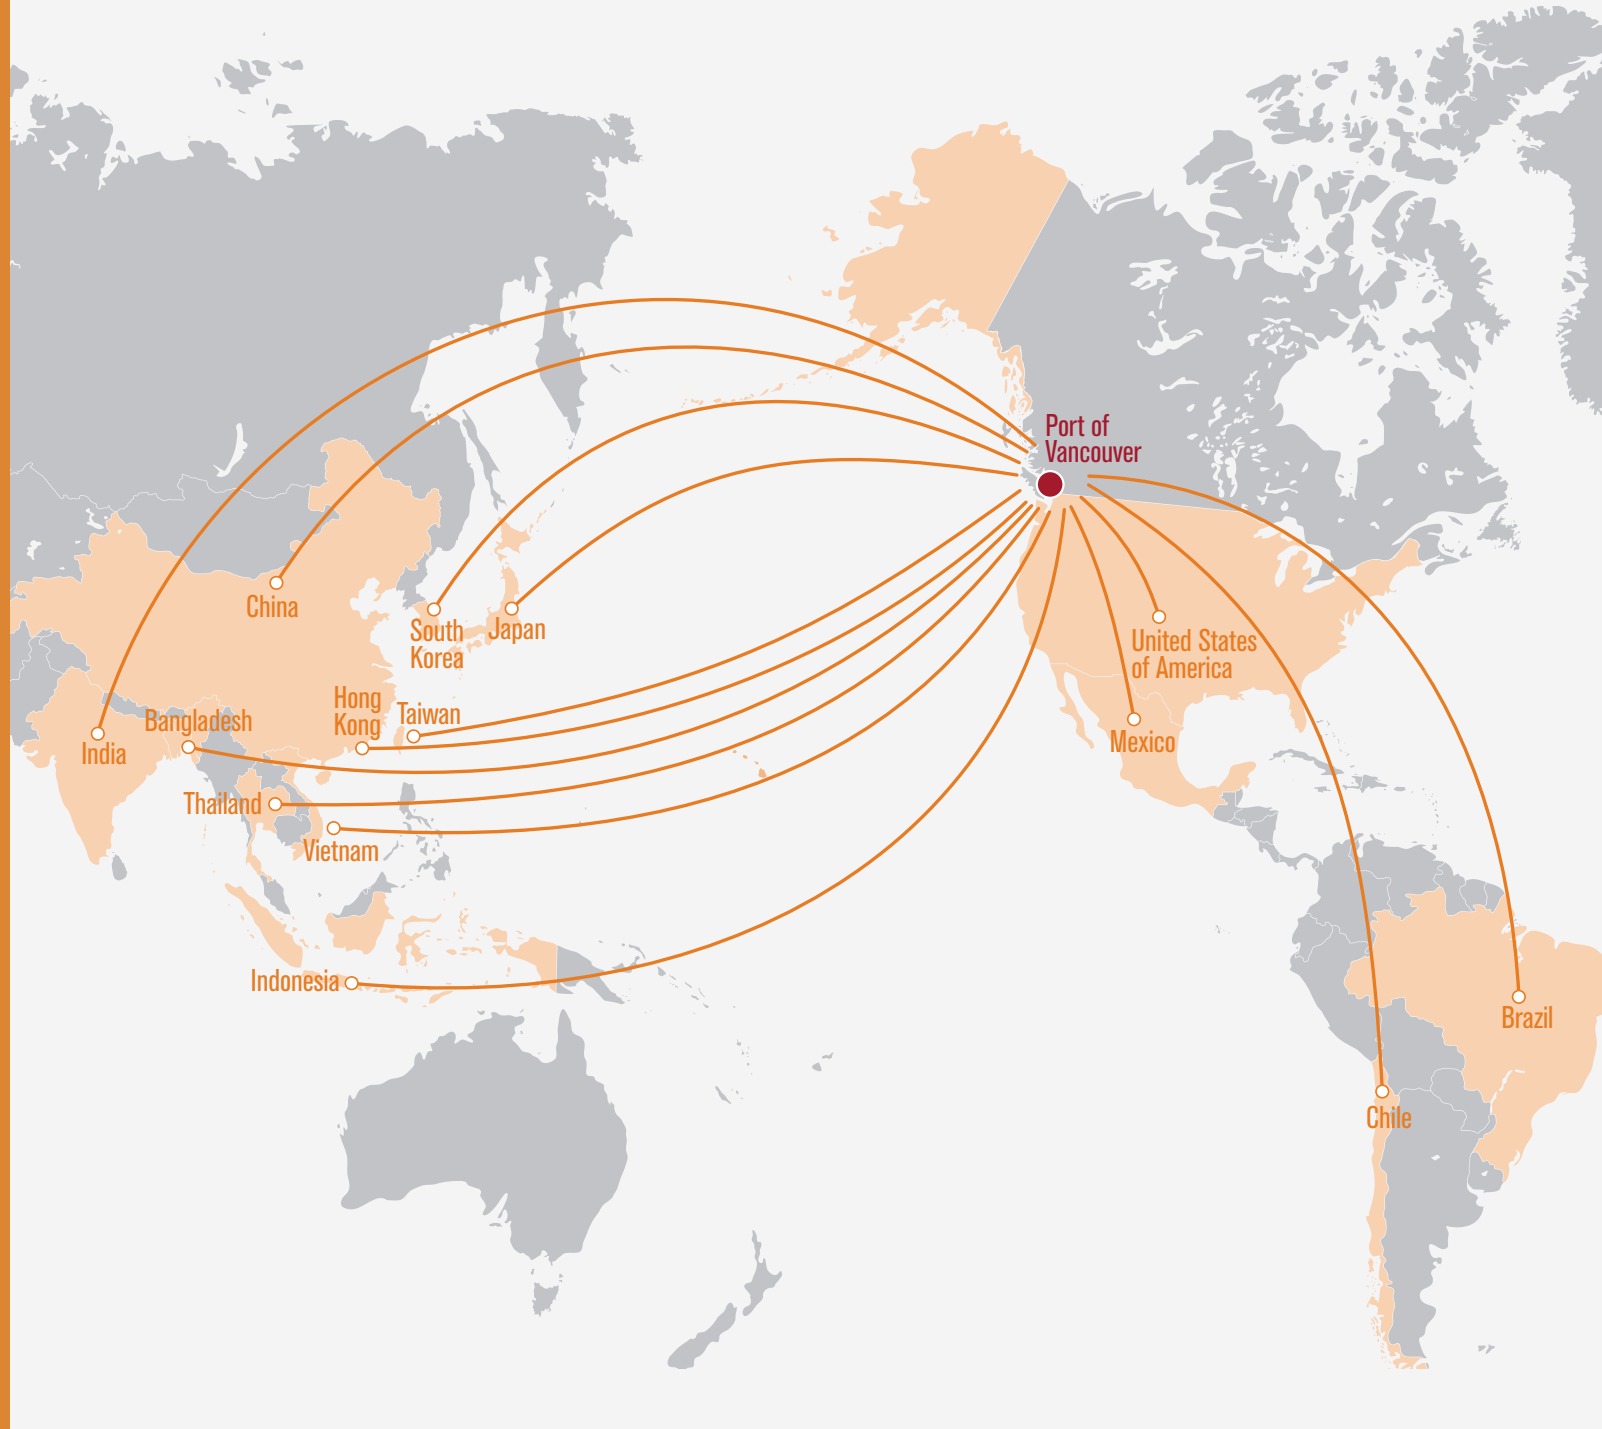 Port of
Vancouver
China
South
Korea
Japan
United States
of America
Hong
Kong
Taiwan
Bangladesh
India
Mexico
Thailand
Vietnam
Indonesia
Brazil
Chile